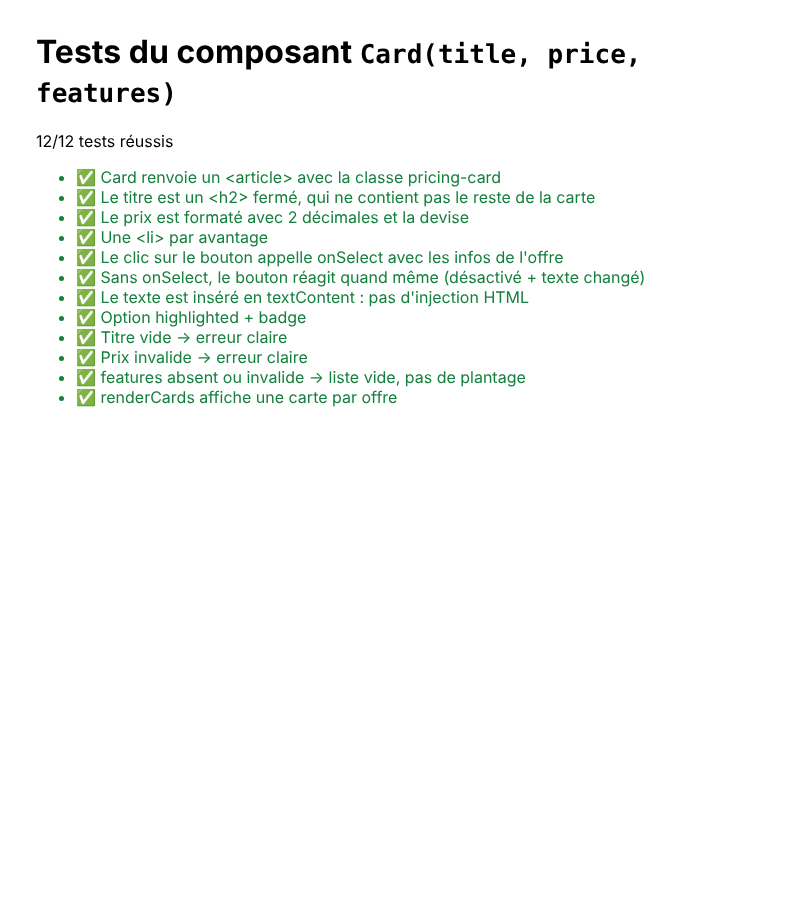 Tests du composant Card(title, price,
features)
12/12 tests réussis
• ✅ Card renvoie un <article> avec la classe pricing-card
• ✅ Le titre est un <h2> fermé, qui ne contient pas le reste de la carte
• ✅ Le prix est formaté avec 2 décimales et la devise
• ✅ Une <li> par avantage
• ✅ Le clic sur le bouton appelle onSelect avec les infos de l'offre
• ✅ Sans onSelect, le bouton réagit quand même (désactivé + texte changé)
• ✅ Le texte est inséré en textContent : pas d'injection HTML
• ✅ Option highlighted + badge
• ✅ Titre vide → erreur claire
• ✅ Prix invalide → erreur claire
• ✅ features absent ou invalide → liste vide, pas de plantage
• ✅ renderCards affiche une carte par offre